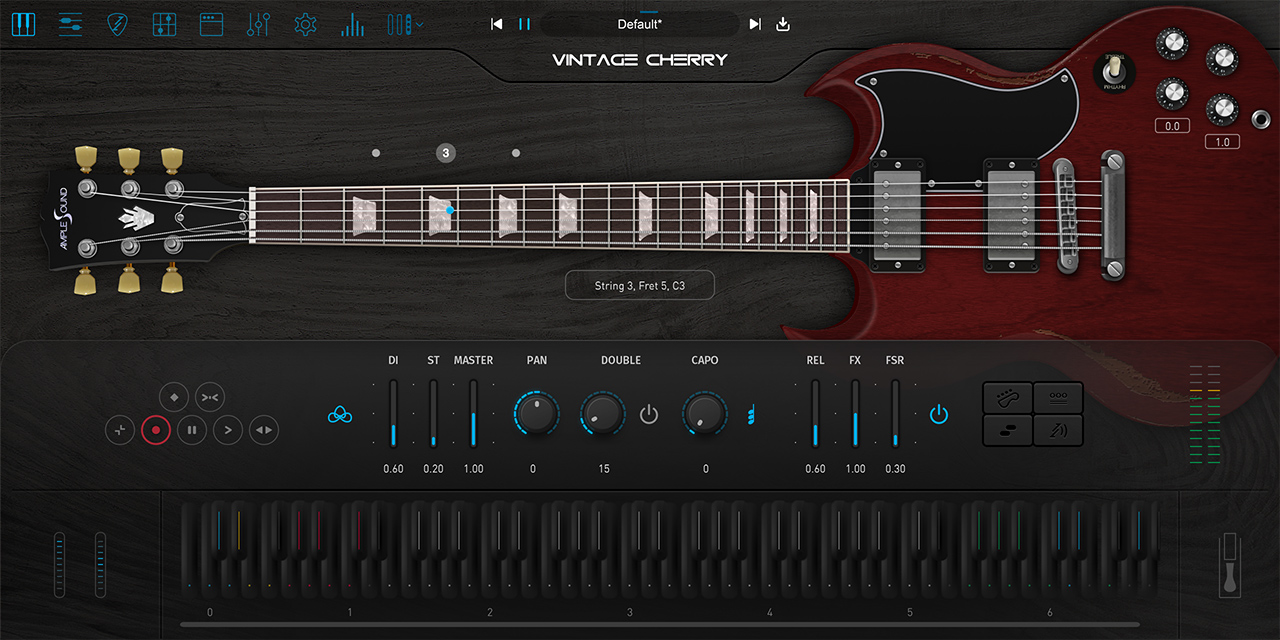 Default*
VINTAGE CHERRY
0.0
1.0
3
AMPLE SOUND
String 3, Fret 5, C3
DI ST MASTER PAN DOUBLE CAPO REL FX FSR
0.60 0.20 1.00 0 15 0 0.60 1.00 0.30
0 1 2 3 4 5 6